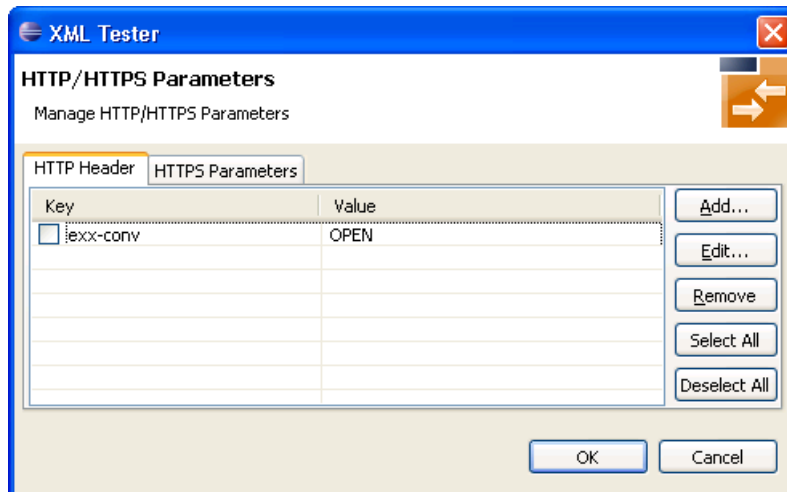 XML Tester
HTTP/HTTPS Parameters
Manage HTTP/HTTPS Parameters
HTTP Header HTTPS Parameters
Key Value
exx-conv OPEN
Add...
Edit...
Remove
Select All
Deselect All
OK Cancel